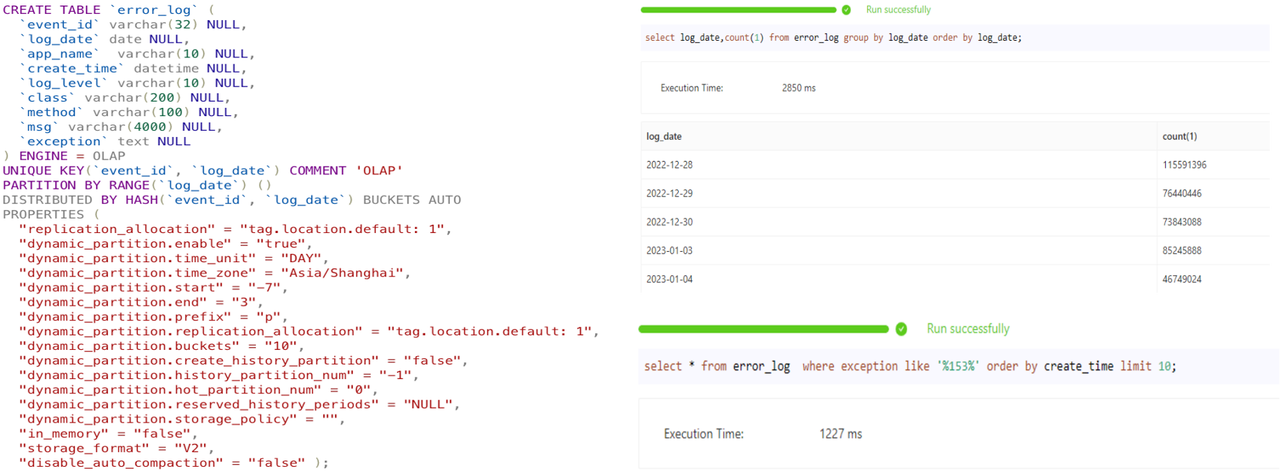 CREATE TABLE `error_log` (
  `event_id` varchar(32) NULL,
  `log_date` date NULL,
  `app_name`  varchar(10) NULL,
  `create_time` datetime NULL,
  `log_level` varchar(10) NULL,
  `class` varchar(200) NULL,
  `method` varchar(100) NULL,
  `msg` varchar(4000) NULL,
  `exception` text NULL
) ENGINE = OLAP
UNIQUE KEY(`event_id`, `log_date`) COMMENT 'OLAP'
PARTITION BY RANGE(`log_date`) ()
DISTRIBUTED BY HASH(`event_id`, `log_date`) BUCKETS AUTO
PROPERTIES (
  "replication_allocation" = "tag.location.default: 1",
  "dynamic_partition.enable" = "true",
  "dynamic_partition.time_unit" = "DAY",
  "dynamic_partition.time_zone" = "Asia/Shanghai",
  "dynamic_partition.start" = "-7",
  "dynamic_partition.end" = "3",
  "dynamic_partition.prefix" = "p",
  "dynamic_partition.replication_allocation" = "tag.location.default: 1",
  "dynamic_partition.buckets" = "10",
  "dynamic_partition.create_history_partition" = "false",
  "dynamic_partition.history_partition_num" = "-1",
  "dynamic_partition.hot_partition_num" = "0",
  "dynamic_partition.reserved_history_periods" = "NULL",
  "dynamic_partition.storage_policy" = "",
  "in_memory" = "false",
  "storage_format" = "V2",
  "disable_auto_compaction" = "false" );
Run successfully
select log_date,count(1) from error_log group by log_date order by log_date;
Execution Time: 2850 ms
log_date count(1)
2022-12-28 115591396
2022-12-29 76440446
2022-12-30 73843088
2023-01-03 85245888
2023-01-04 46749024
Run successfully
select * from error_log  where exception like '%153%' order by create_time limit 10;
Execution Time: 1227 ms